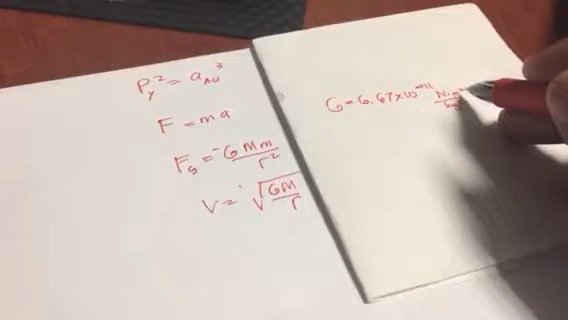 P_y² = a_AU³
F = ma
F_g = -GMm/r²
V = √(GM/r)
G = 6.67×10⁻¹¹